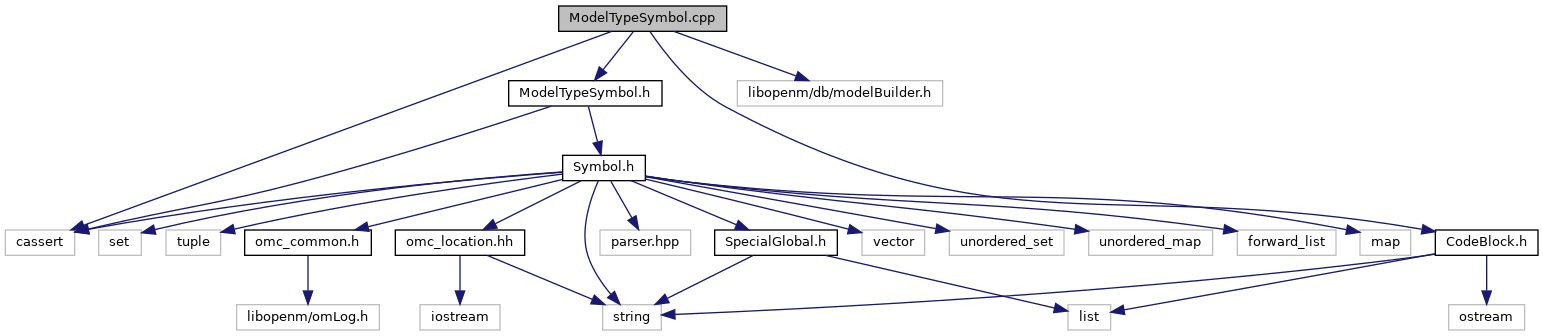 ModelTypeSymbol.cpp
ModelTypeSymbol.h
libopenm/db/modelBuilder.h
Symbol.h
cassert
set
tuple
omc_common.h
omc_location.hh
parser.hpp
SpecialGlobal.h
vector
unordered_set
unordered_map
forward_list
map
CodeBlock.h
libopenm/omLog.h
iostream
string
list
ostream